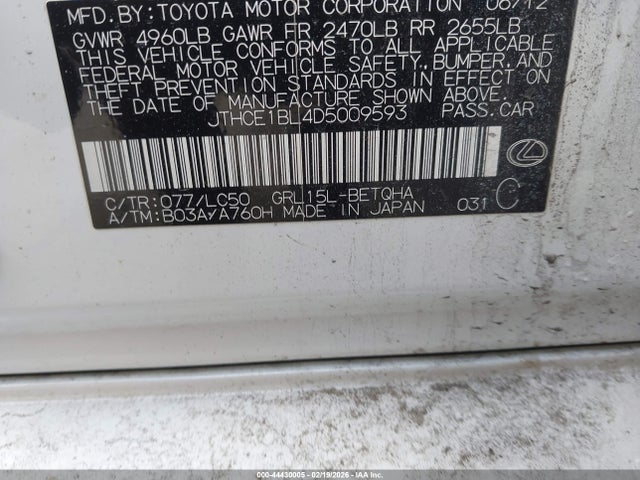 MFD. BY: TOYOTA MOTOR CORPORATION 06/12
GVWR 4960LB GAWR FR 2470LB RR 2655LB
THIS VEHICLE CONFORMS TO ALL APPLICABLE
FEDERAL MOTOR VEHICLE SAFETY, BUMPER, AND
THEFT PREVENTION STANDARDS IN EFFECT ON
THE DATE OF MANUFACTURE SHOWN ABOVE.
JTHCE1BL4D5009593 PASS. CAR
C/TR: 077/LC50 GRL15L-BETQHA
A/TM: B03A/A760H MADE IN JAPAN 031 C
000-44430005 - 02/19/2026 - IAAI.COM